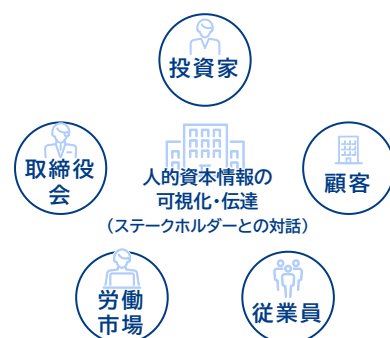 投資家
取締役
会
人的資本情報の
可視化・伝達
（ステークホルダーとの対話）
顧客
労働
市場
従業員